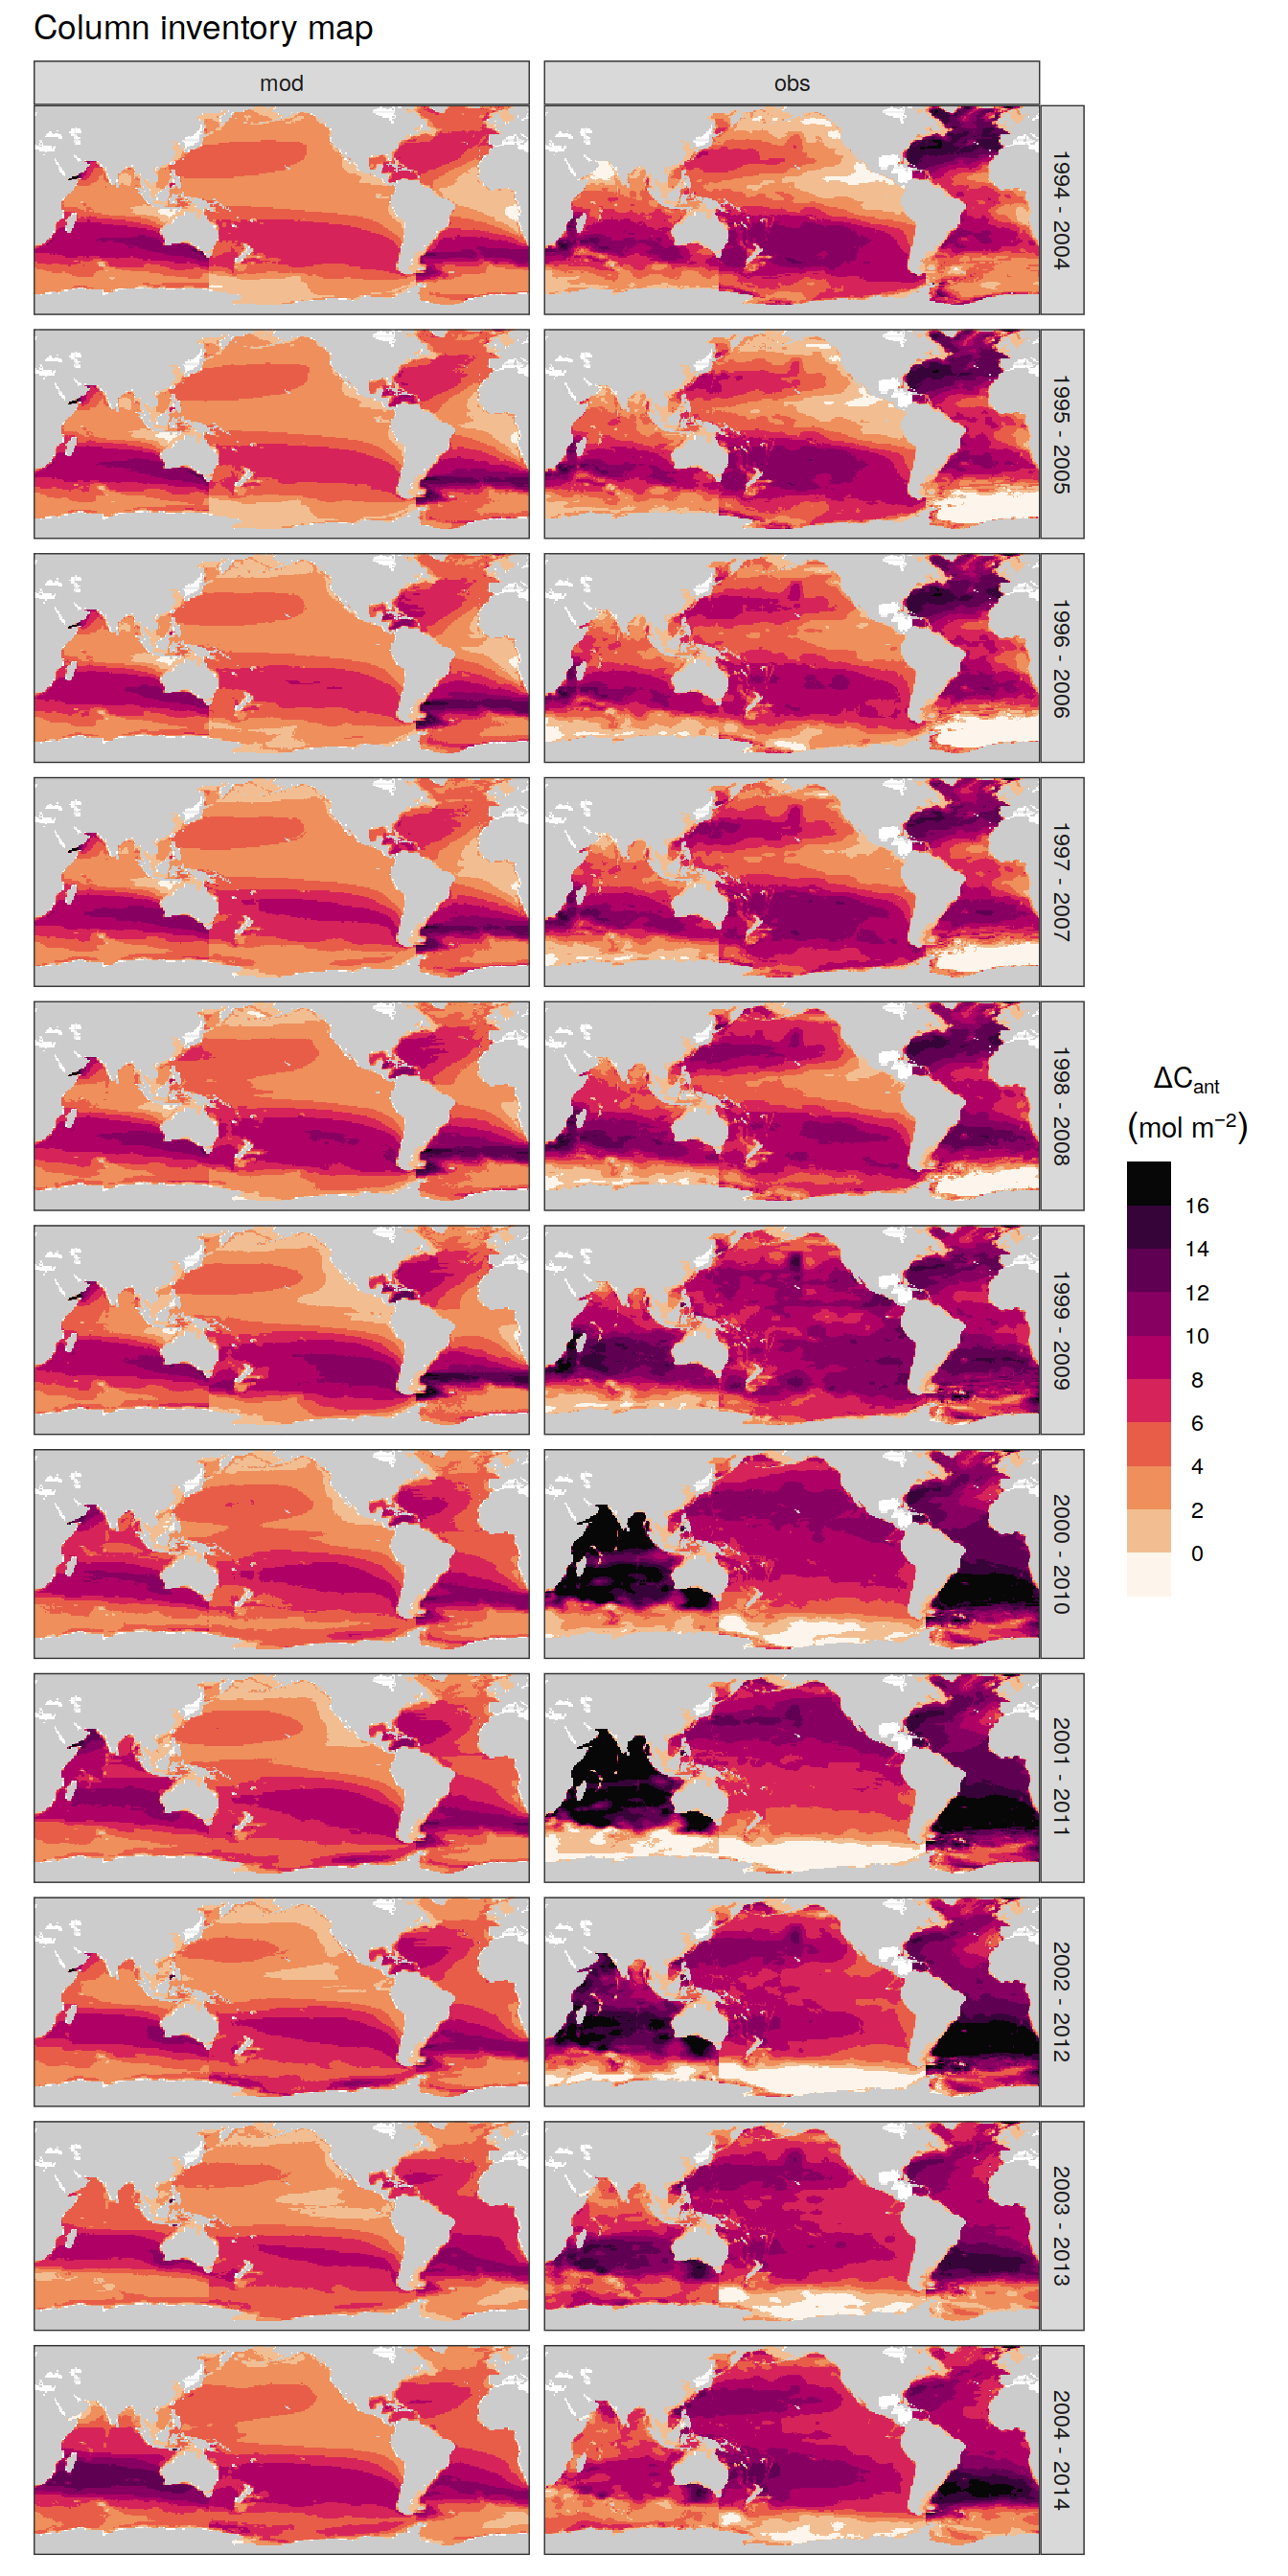 Column inventory map
mod
obs
1994 - 2004
1995 - 2005
1996 - 2006
1997 - 2007
1998 - 2008
1999 - 2009
2000 - 2010
2001 - 2011
2002 - 2012
2003 - 2013
2004 - 2014
ΔCant
(mol m−2)
16
14
12
10
8
6
4
2
0